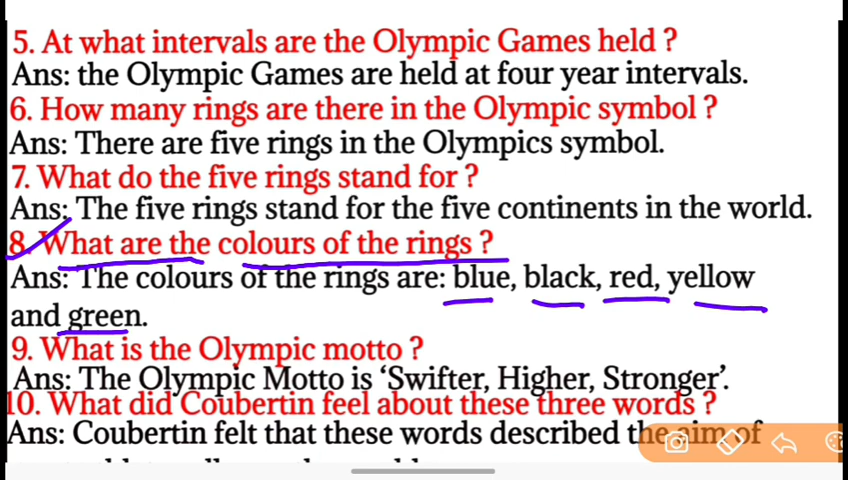 5. At what intervals are the Olympic Games held ?
Ans: the Olympic Games are held at four year intervals.
6. How many rings are there in the Olympic symbol ?
Ans: There are five rings in the Olympics symbol.
7. What do the five rings stand for ?
Ans: The five rings stand for the five continents in the world.
8. What are the colours of the rings ?
Ans: The colours of the rings are: blue, black, red, yellow
and green.
9. What is the Olympic motto ?
Ans: The Olympic Motto is ‘Swifter, Higher, Stronger’.
10. What did Coubertin feel about these three words ?
Ans: Coubertin felt that these words described the aim of